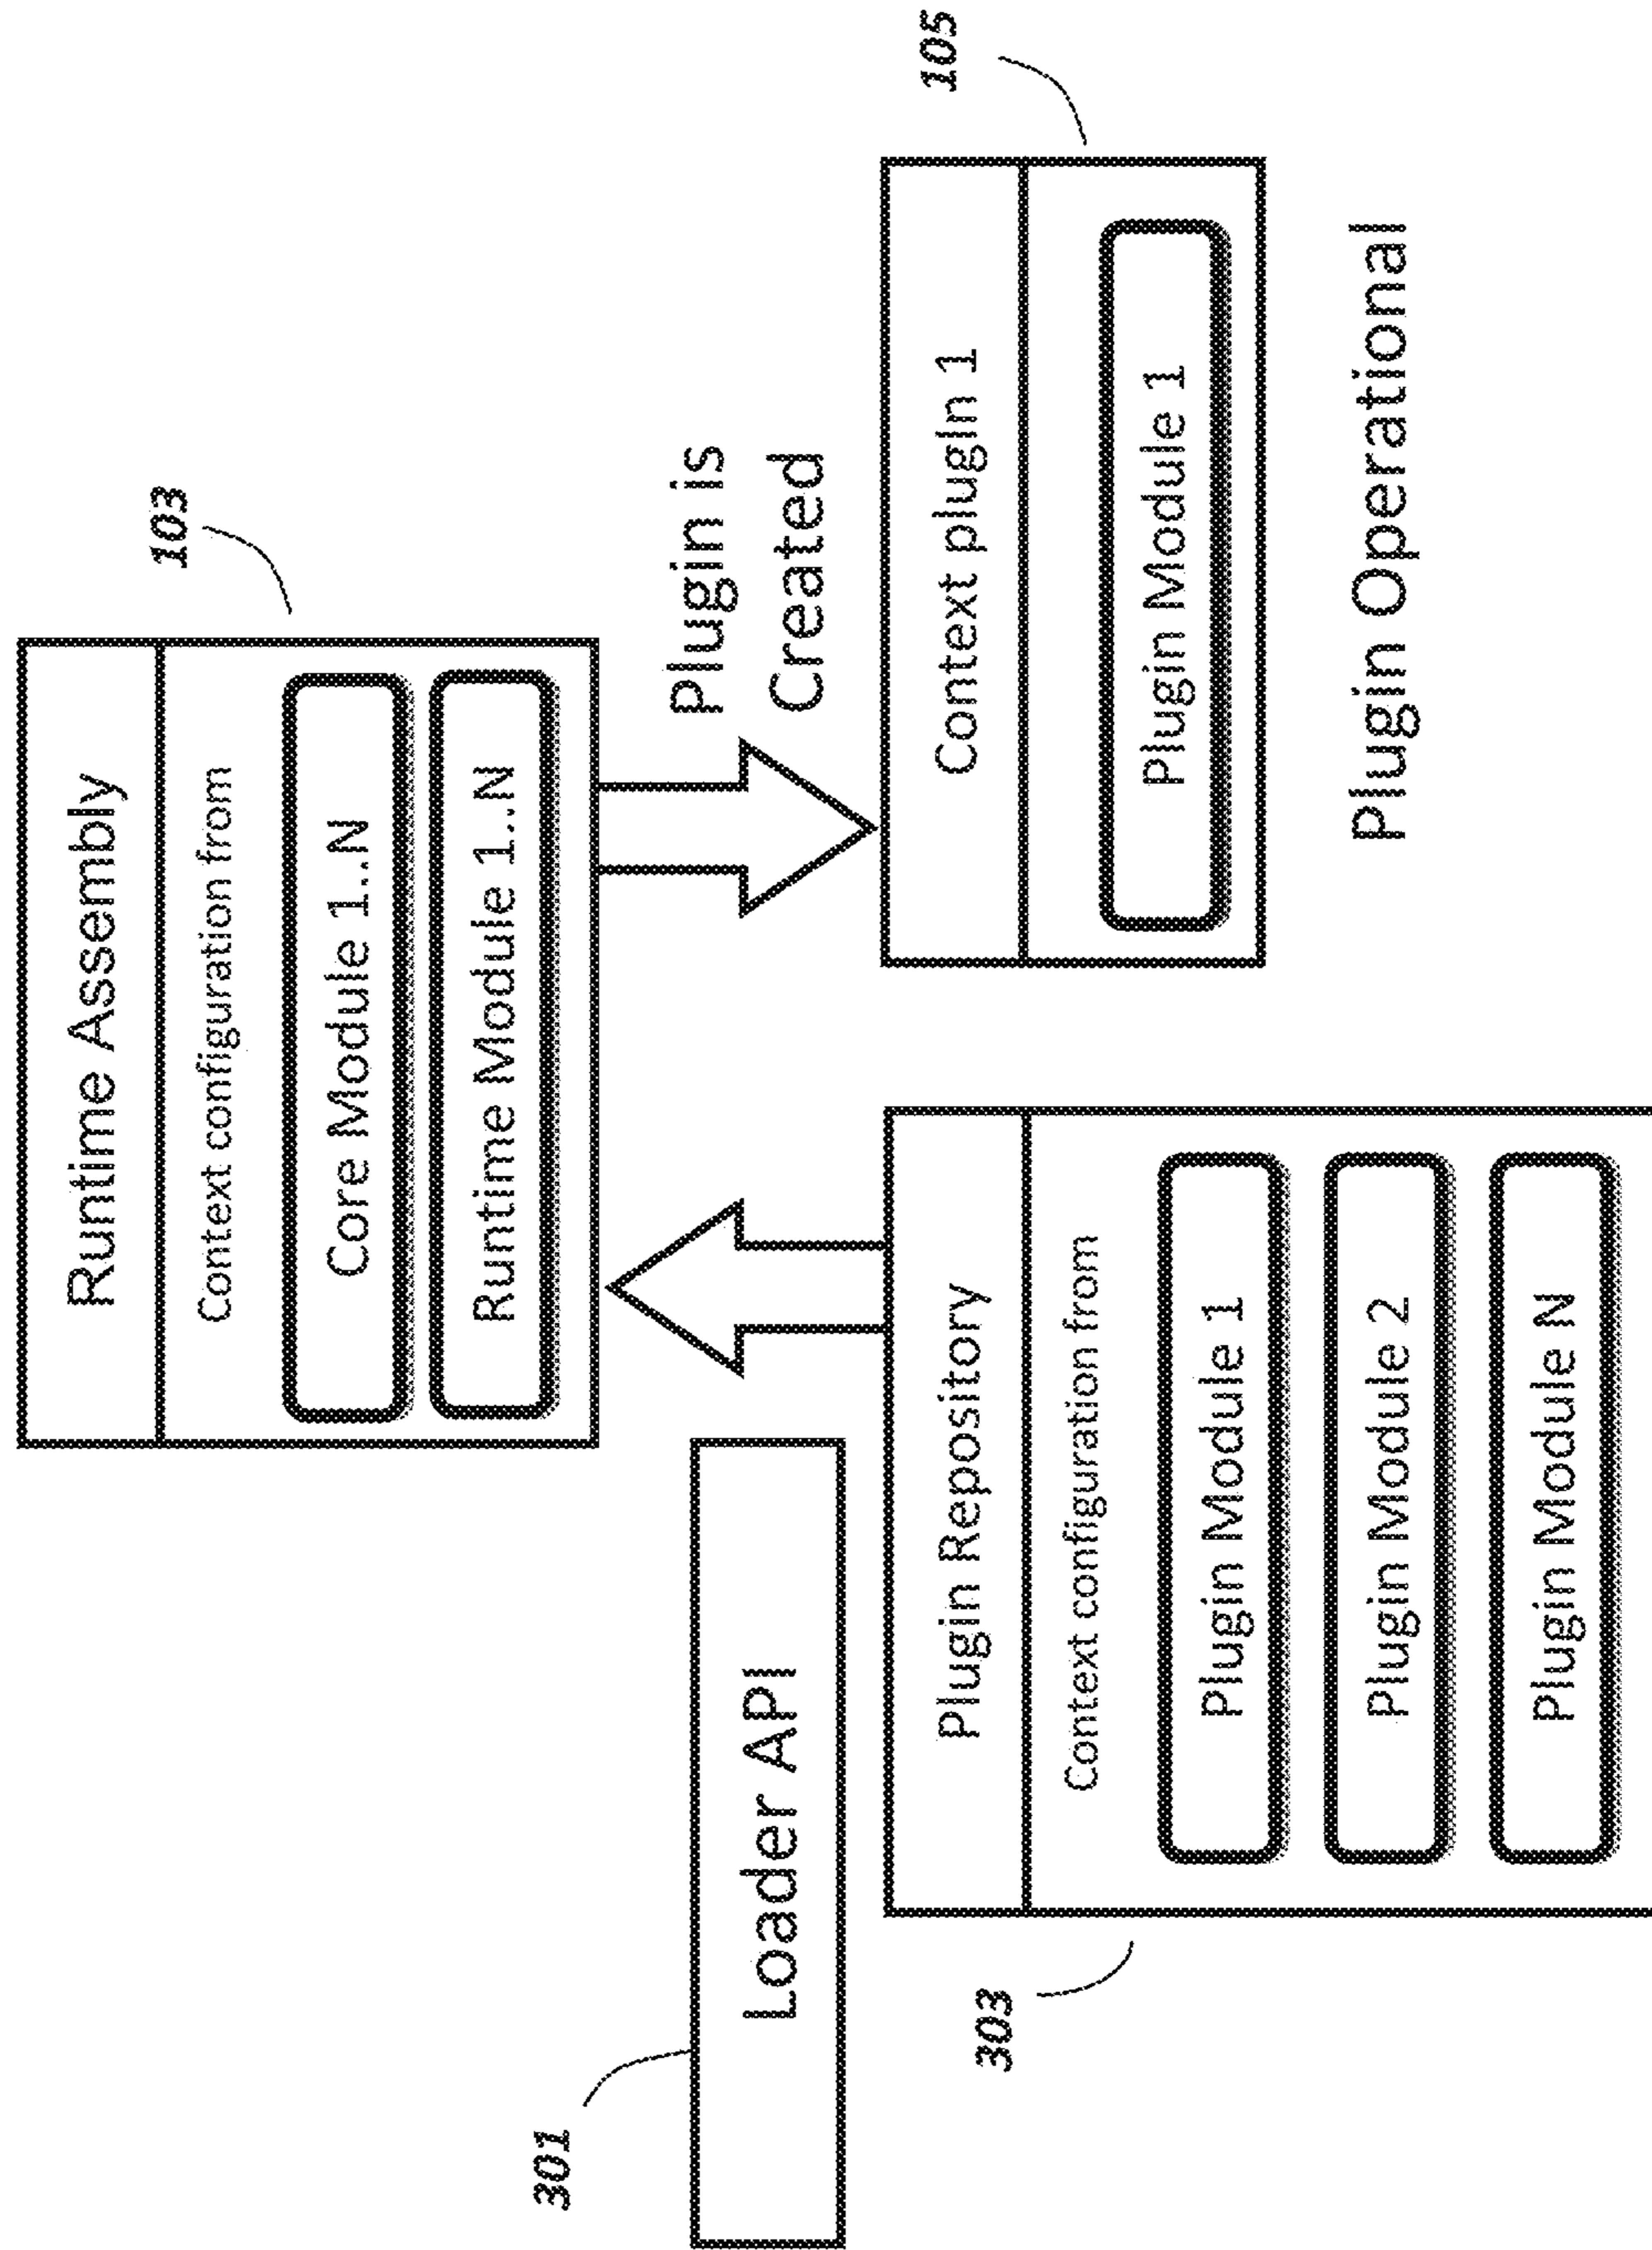 Runtime Assembly
103
Context configuration from
Core Module 1..N
Runtime Module 1..N
301
Loader API
Plugin is
Created
303
Plugin Repository
Context configuration from
Plugin Module 1
Plugin Module 2
Plugin Module N
105
Context plugIn 1
Plugin Module 1
Plugin Operational